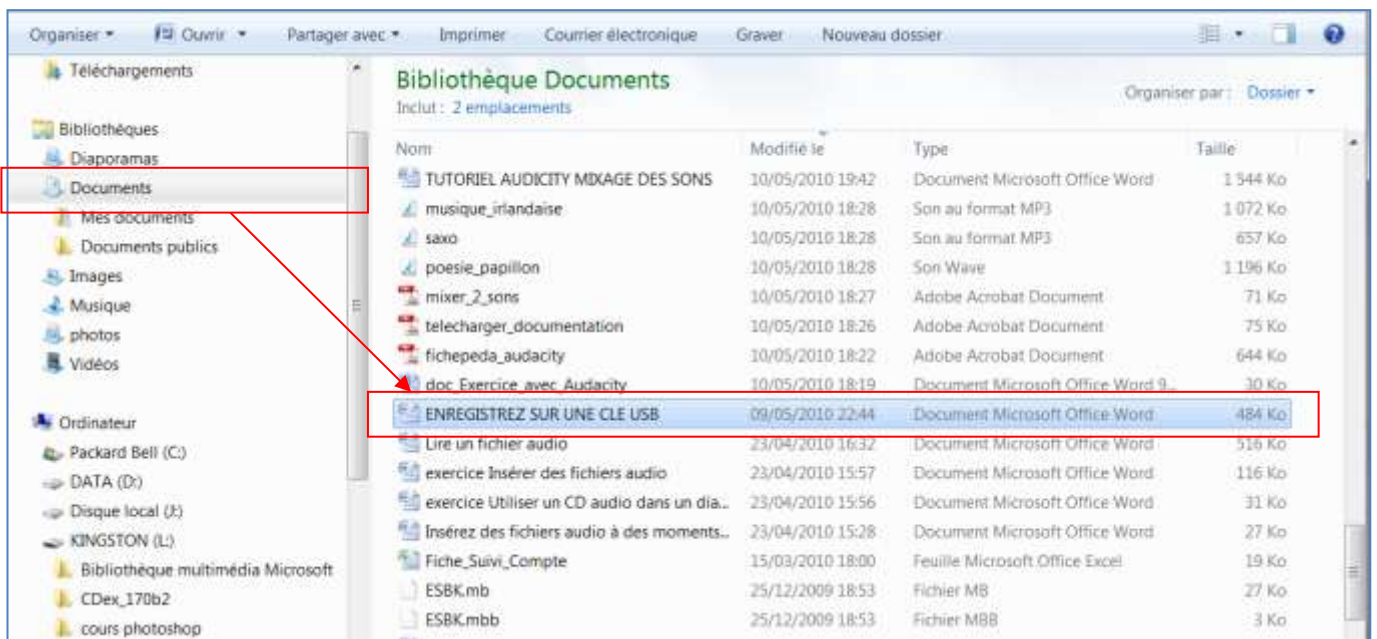 Organiser Ouvrir Partager avec Imprimer Courrier électronique Graver Nouveau dossier
Téléchargements
Bibliothèques
Diaporamas
Documents
Mes documents
Documents publics
Images
Musique
photos
Vidéos
Ordinateur
Packard Bell (C:)
DATA (D:)
Disque local (J:)
KINGSTON (L:)
Bibliothèque multimédia Microsoft
CDex_170b2
cours photoshop
Bibliothèque Documents
Inclut : 2 emplacements
Organiser par : Dossier
Nom Modifié le Type Taille
TUTORIEL AUDICITY MIXAGE DES SONS 10/05/2010 19:42 Document Microsoft Office Word 1 544 Ko
musique_irlandaise 10/05/2010 18:28 Son au format MP3 1 072 Ko
saxo 10/05/2010 18:28 Son au format MP3 657 Ko
poesie_papillon 10/05/2010 18:28 Son Wave 1 196 Ko
mixer_2_sons 10/05/2010 18:27 Adobe Acrobat Document 71 Ko
telecharger_documentation 10/05/2010 18:26 Adobe Acrobat Document 75 Ko
fichepeda_audacity 10/05/2010 18:22 Adobe Acrobat Document 644 Ko
doc_Exercice_avec_Audacity 10/05/2010 18:19 Document Microsoft Office Word 9... 30 Ko
ENREGISTREZ SUR UNE CLE USB 09/05/2010 22:44 Document Microsoft Office Word 484 Ko
Lire un fichier audio 23/04/2010 16:32 Document Microsoft Office Word 516 Ko
exercice Insérer des fichiers audio 23/04/2010 15:57 Document Microsoft Office Word 116 Ko
exercice Utiliser un CD audio dans un dia... 23/04/2010 15:56 Document Microsoft Office Word 31 Ko
Insérez des fichiers audio à des moments... 23/04/2010 15:28 Document Microsoft Office Word 27 Ko
Fiche_Suivi_Compte 15/03/2010 18:00 Feuille Microsoft Office Excel 19 Ko
ESBK.mb 25/12/2009 18:53 Fichier MB 27 Ko
ESBK.mbb 25/12/2009 18:53 Fichier MBB 3 Ko